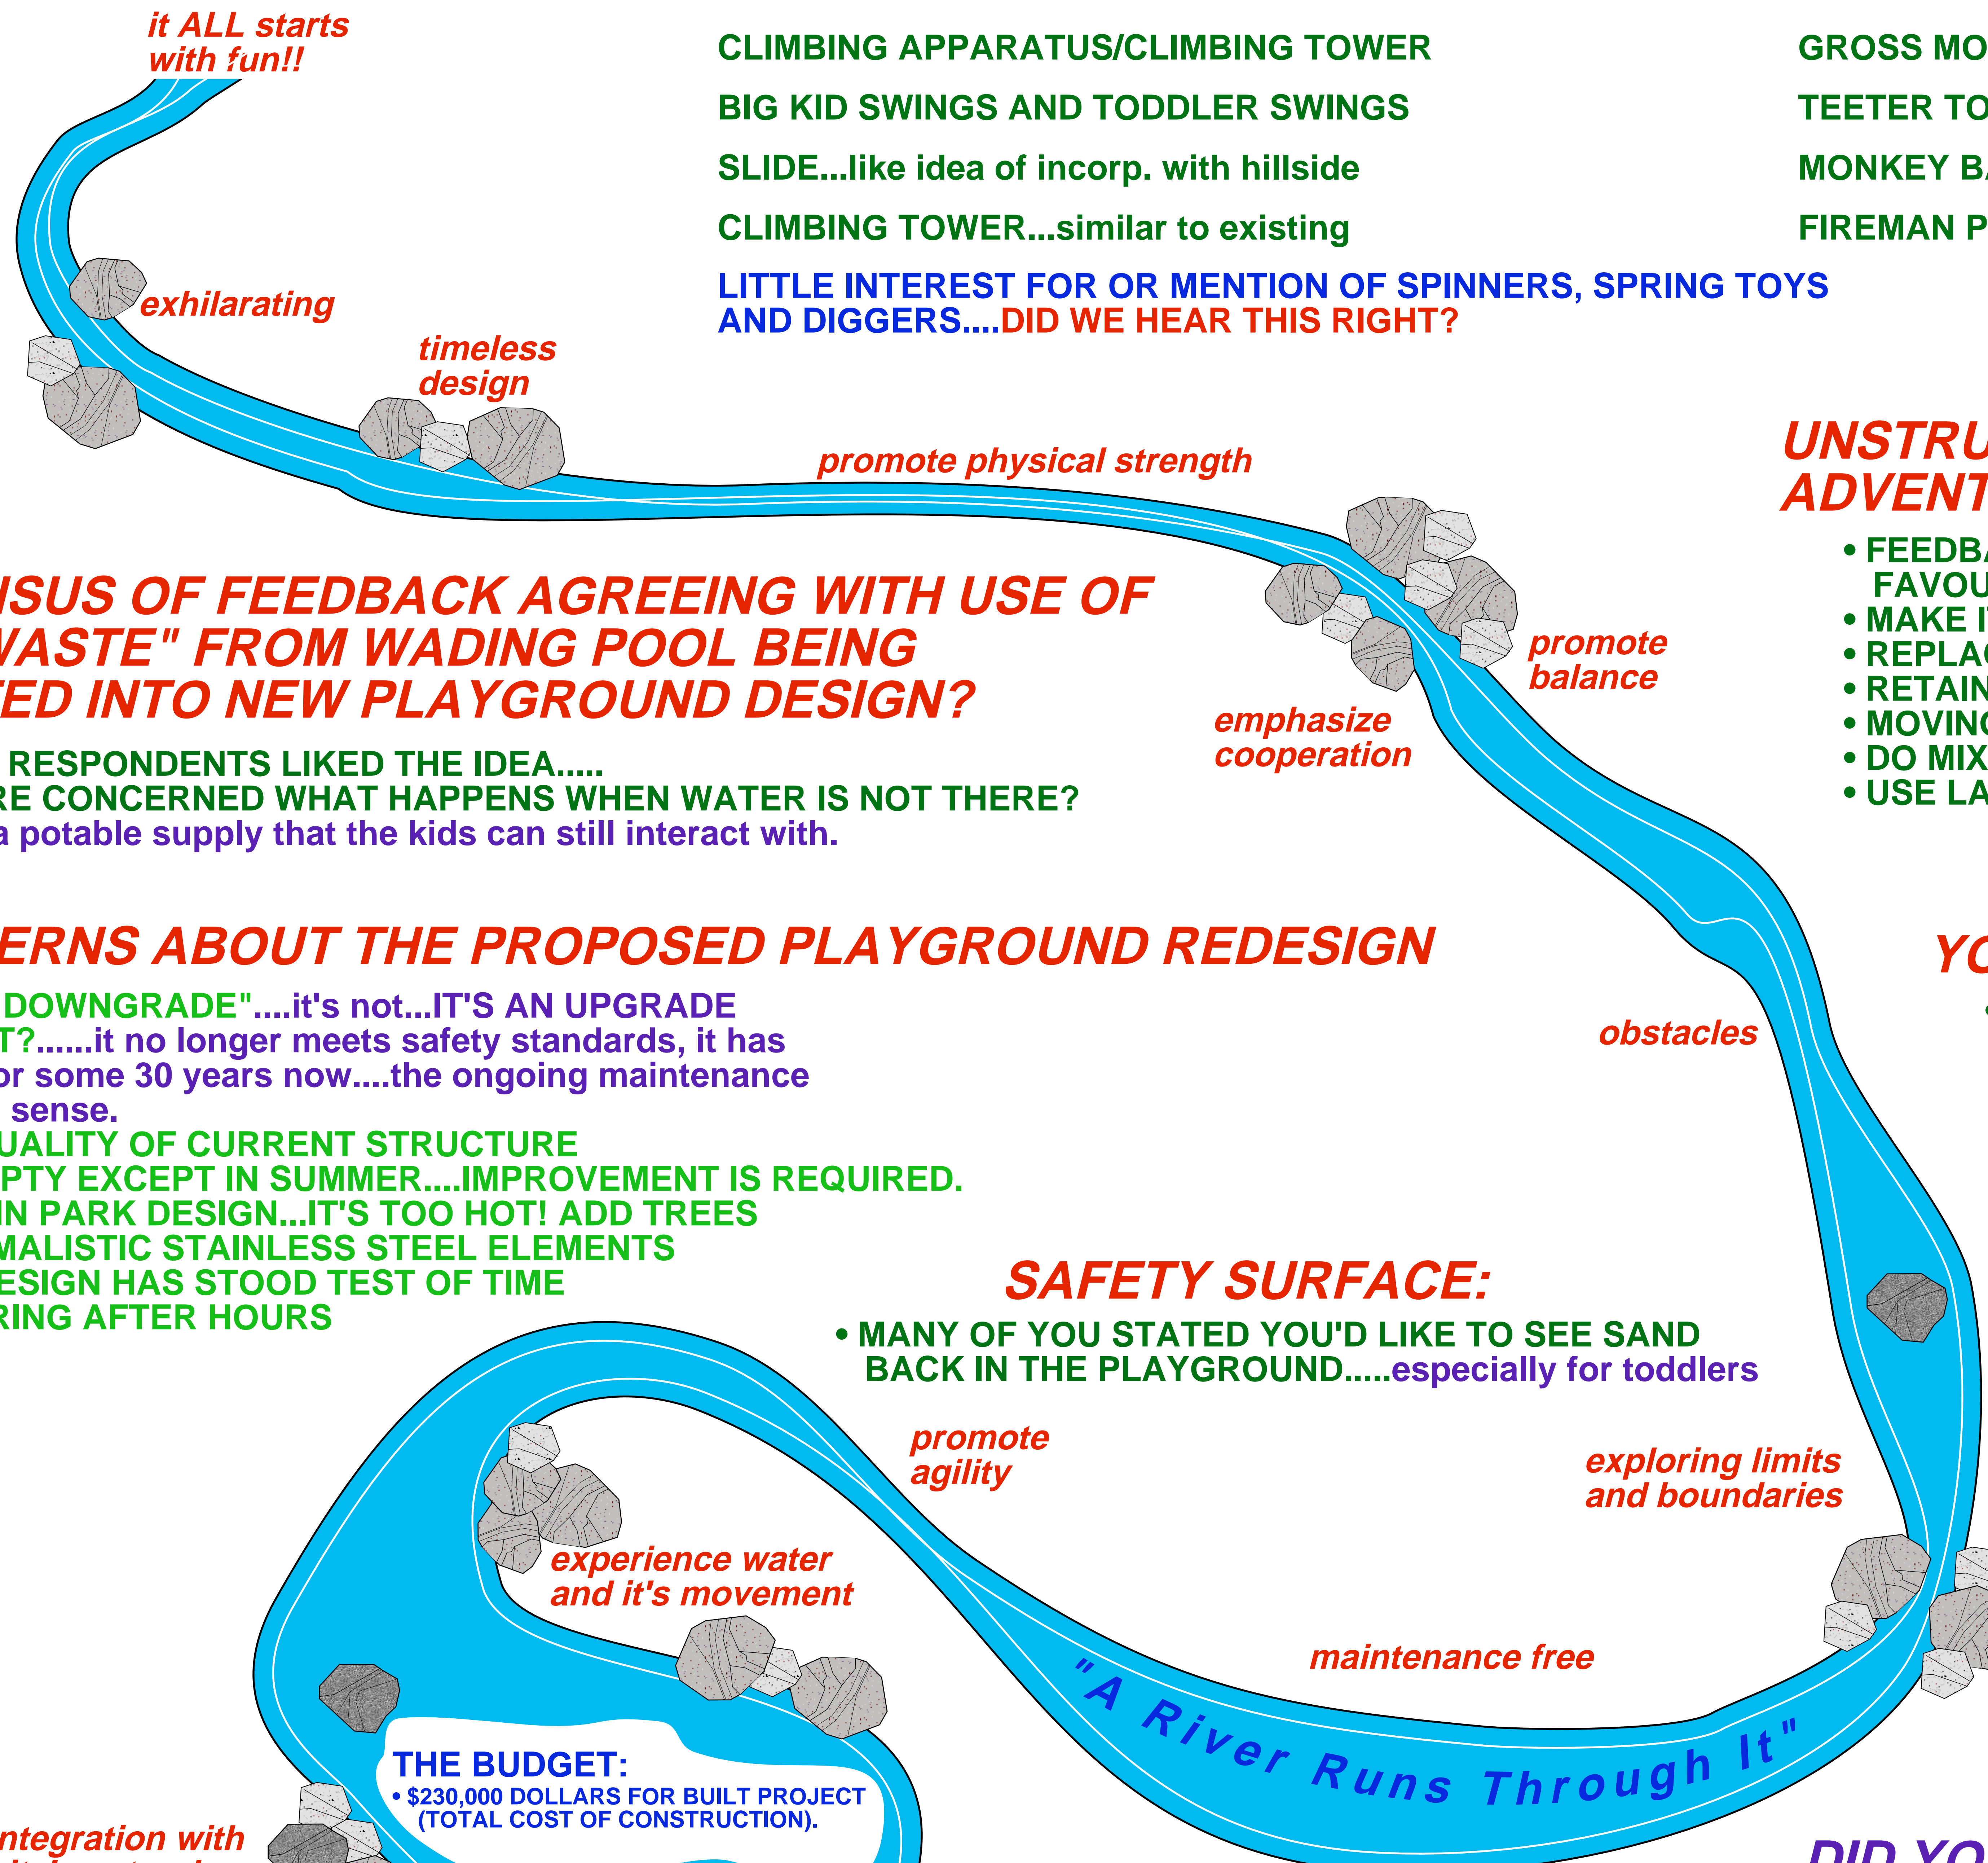 it ALL starts
with fun!!
CLIMBING APPARATUS/CLIMBING TOWER
BIG KID SWINGS AND TODDLER SWINGS
SLIDE...like idea of incorp. with hillside
CLIMBING TOWER...similar to existing
LITTLE INTEREST FOR OR MENTION OF SPINNERS, SPRING TOYS
AND DIGGERS....DID WE HEAR THIS RIGHT?
GROSS MO
TEETER TO
MONKEY BA
FIREMAN P
exhilarating
timeless
design
promote physical strength
UNSTRU
ADVENT
• FEEDBA
FAVOU
• MAKE I
• REPLAC
• RETAIN
• MOVING
• DO MIX
• USE LA
NSUS OF FEEDBACK AGREEING WITH USE OF
WASTE" FROM WADING POOL BEING
TED INTO NEW PLAYGROUND DESIGN?
RESPONDENTS LIKED THE IDEA.....
RE CONCERNED WHAT HAPPENS WHEN WATER IS NOT THERE?
a potable supply that the kids can still interact with.
promote
balance
emphasize
cooperation
ERNS ABOUT THE PROPOSED PLAYGROUND REDESIGN
DOWNGRADE"....it's not...IT'S AN UPGRADE
T?......it no longer meets safety standards, it has
or some 30 years now....the ongoing maintenance
sense.
UALITY OF CURRENT STRUCTURE
PTY EXCEPT IN SUMMER....IMPROVEMENT IS REQUIRED.
IN PARK DESIGN...IT'S TOO HOT! ADD TREES
MALISTIC STAINLESS STEEL ELEMENTS
ESIGN HAS STOOD TEST OF TIME
RING AFTER HOURS
YO
obstacles
SAFETY SURFACE:
• MANY OF YOU STATED YOU'D LIKE TO SEE SAND
BACK IN THE PLAYGROUND.....especially for toddlers
promote
agility
exploring limits
and boundaries
experience water
and it's movement
maintenance free
"A River Runs Through It"
THE BUDGET:
• $230,000 DOLLARS FOR BUILT PROJECT
(TOTAL COST OF CONSTRUCTION).
ntegration with
DID YO